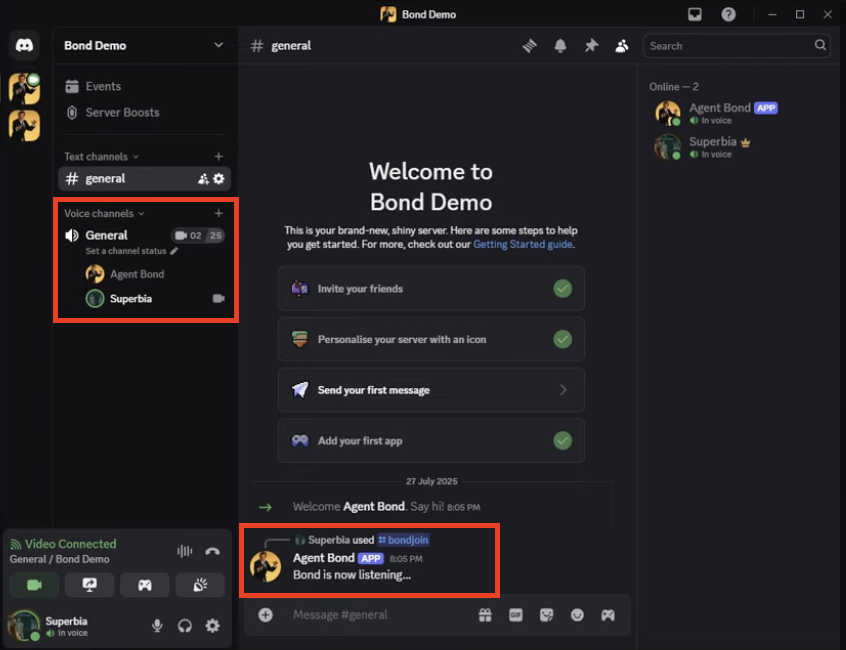 Bond Demo
Bond Demo
# general
Search
Events
Server Boosts
Text channels
# general
Voice channels
General
02 25
Set a channel status
Agent Bond
Superbia
Welcome to
Bond Demo
This is your brand-new, shiny server. Here are some steps to help
you get started. For more, check out our Getting Started guide.
Invite your friends
Personalise your server with an icon
Send your first message
Add your first app
27 July 2025
Welcome Agent Bond. Say hi! 8:05 PM
Superbia used bondjoin
Agent Bond APP 8:05 PM
Bond is now listening...
Message #general
GIF
Online — 2
Agent Bond APP
In voice
Superbia
In voice
Video Connected
General / Bond Demo
Superbia
In voice